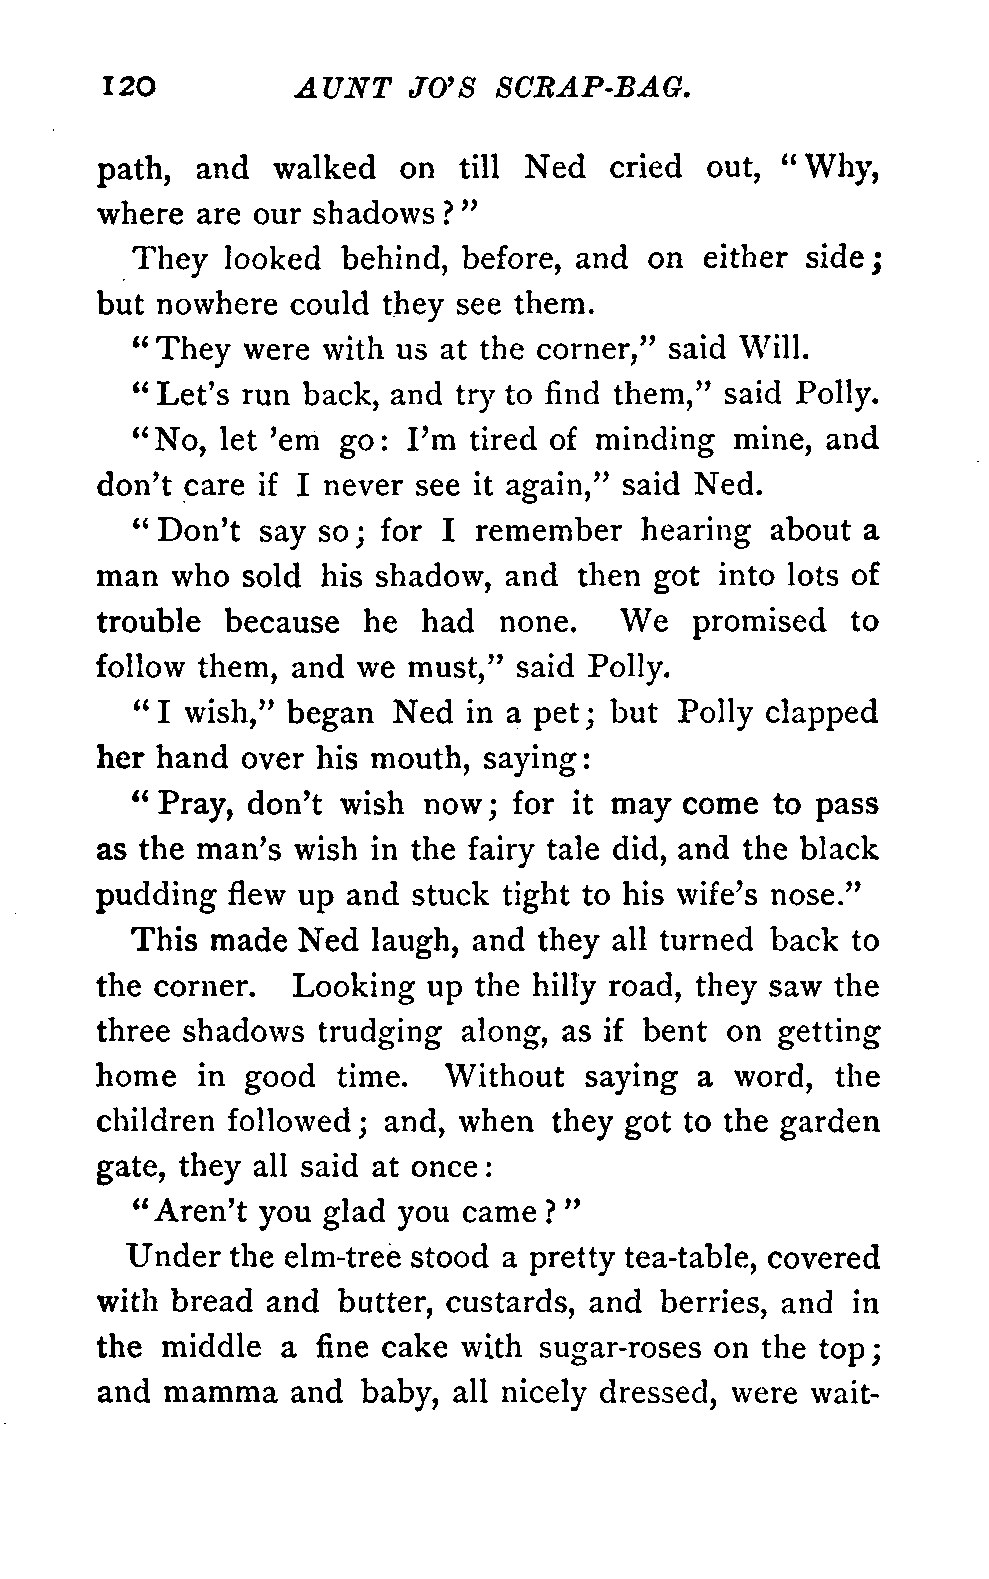 120 AUNT JO'S SCRAP-BAG.
path, and walked on till Ned cried out, "Why,
where are our shadows?"
They looked behind, before, and on either side;
but nowhere could they see them.
"They were with us at the corner," said Will.
"Let's run back, and try to find them," said Polly.
"No, let 'em go: I'm tired of minding mine, and
don't care if I never see it again," said Ned.
"Don't say so; for I remember hearing about a
man who sold his shadow, and then got into lots of
trouble because he had none. We promised to
follow them, and we must," said Polly.
"I wish," began Ned in a pet; but Polly clapped
her hand over his mouth, saying:
"Pray, don't wish now; for it may come to pass
as the man's wish in the fairy tale did, and the black
pudding flew up and stuck tight to his wife's nose."
This made Ned laugh, and they all turned back to
the corner. Looking up the hilly road, they saw the
three shadows trudging along, as if bent on getting
home in good time. Without saying a word, the
children followed; and, when they got to the garden
gate, they all said at once:
"Aren't you glad you came?"
Under the elm-tree stood a pretty tea-table, covered
with bread and butter, custards, and berries, and in
the middle a fine cake with sugar-roses on the top;
and mamma and baby, all nicely dressed, were wait-